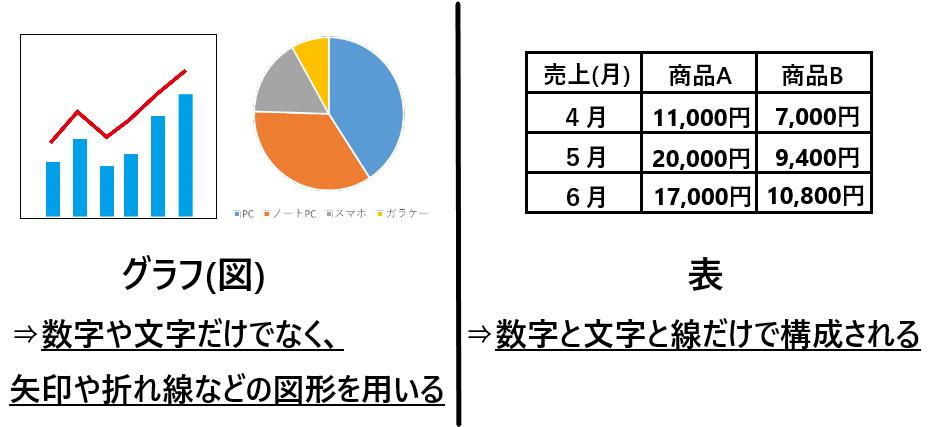 PC ノートPC スマホ ガラケー
グラフ(図)
⇒数字や文字だけでなく、
矢印や折れ線などの図形を用いる
売上(月) 商品A 商品B
4月 11,000円 7,000円
5月 20,000円 9,400円
6月 17,000円 10,800円
表
⇒数字と文字と線だけで構成される